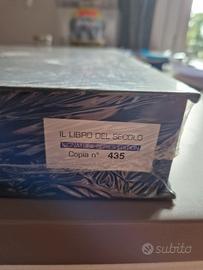 IL LIBRO DEL SECOLO
Copia n° 435
subito